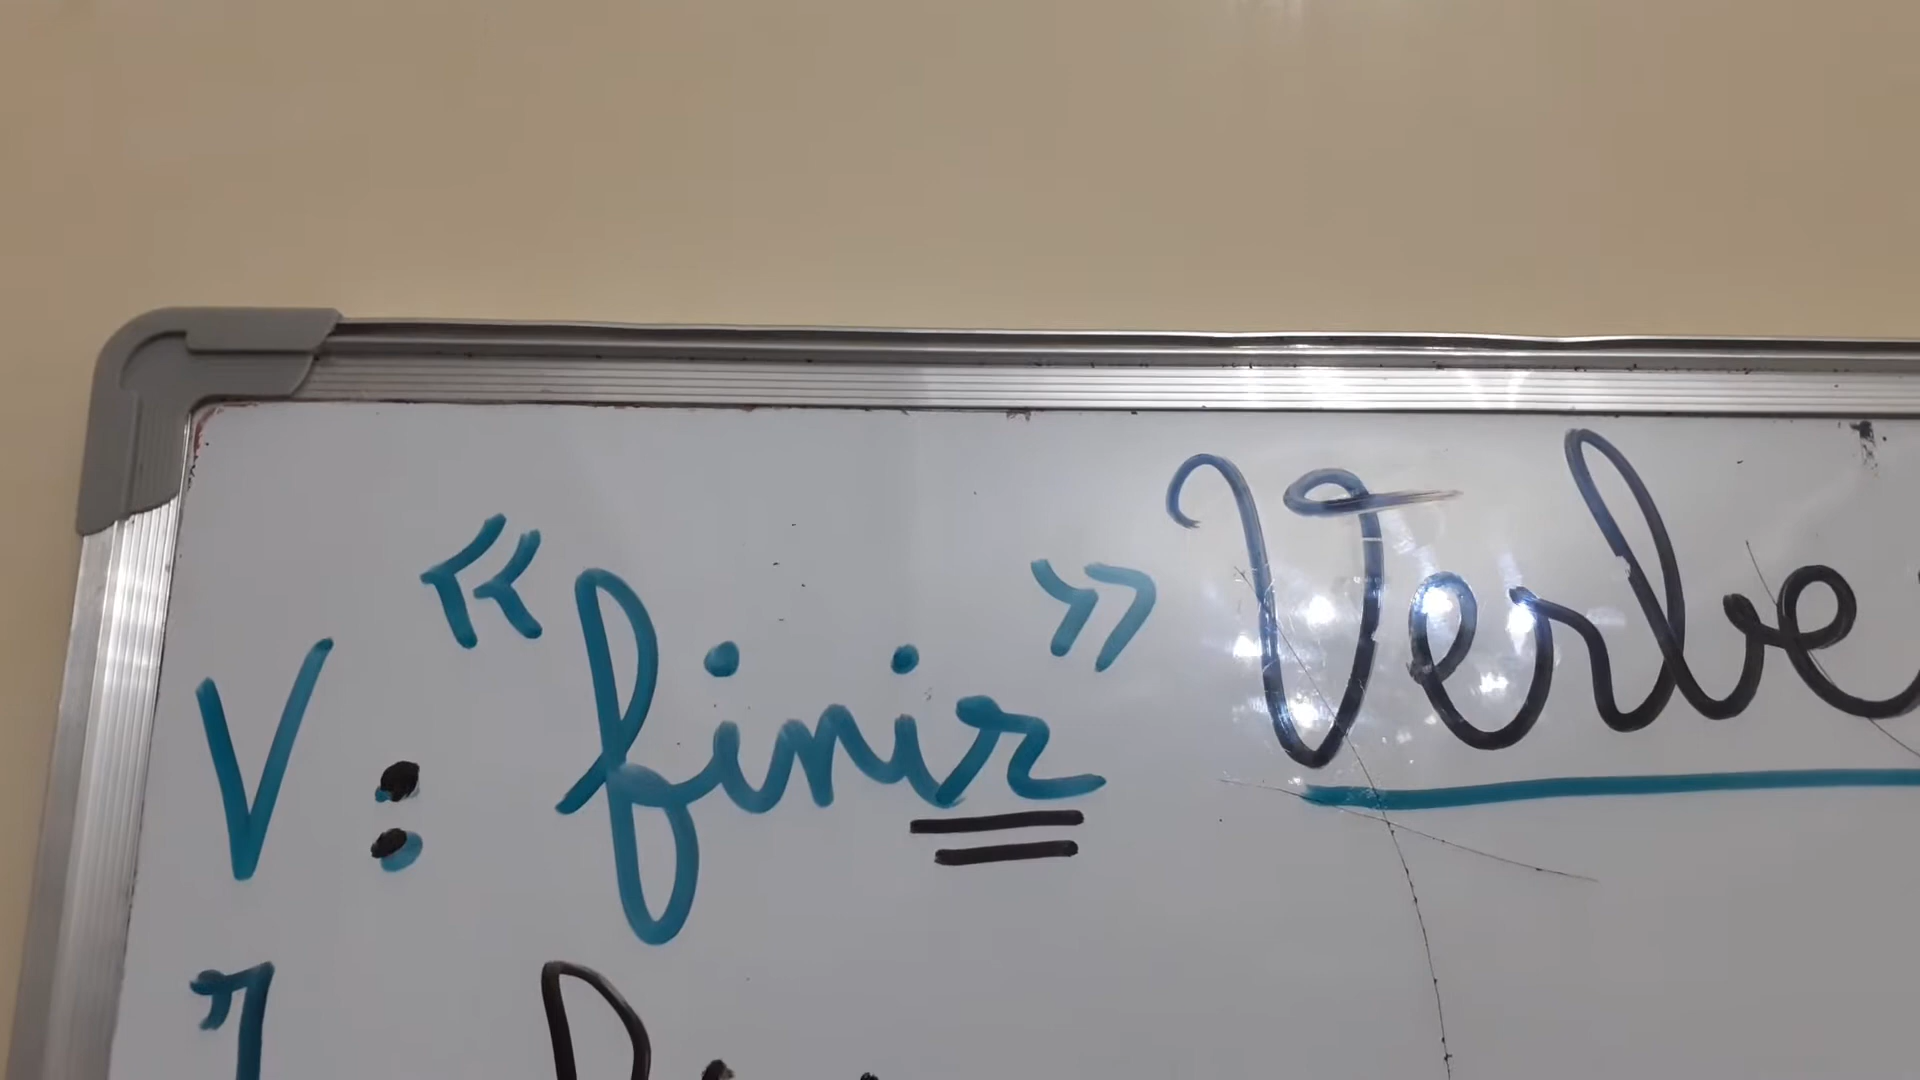 V : « finir » Verbe